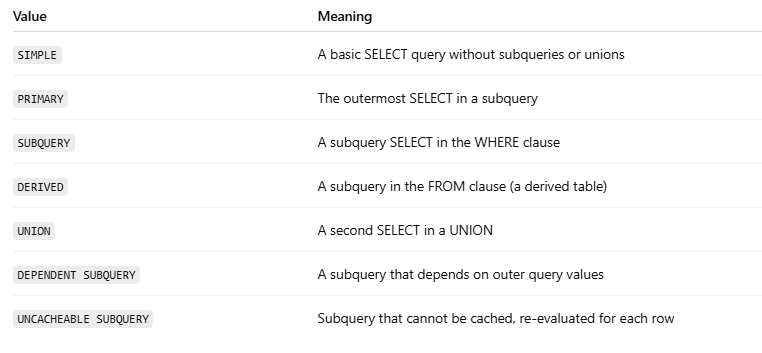 Value Meaning
SIMPLE A basic SELECT query without subqueries or unions
PRIMARY The outermost SELECT in a subquery
SUBQUERY A subquery SELECT in the WHERE clause
DERIVED A subquery in the FROM clause (a derived table)
UNION A second SELECT in a UNION
DEPENDENT SUBQUERY A subquery that depends on outer query values
UNCACHEABLE SUBQUERY Subquery that cannot be cached, re-evaluated for each row